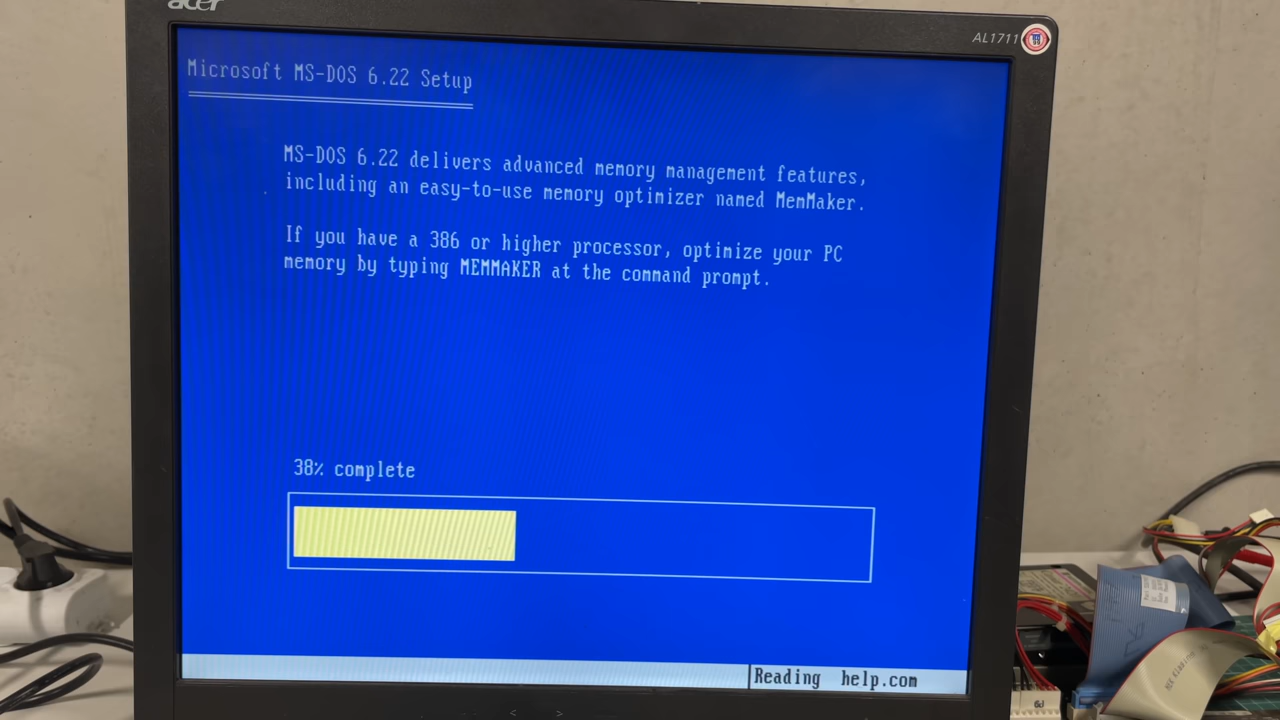 acer
AL1711
Microsoft MS-DOS 6.22 Setup
MS-DOS 6.22 delivers advanced memory management features,
including an easy-to-use memory optimizer named MemMaker.
If you have a 386 or higher processor, optimize your PC
memory by typing MEMMAKER at the command prompt.
38% complete
Reading help.com